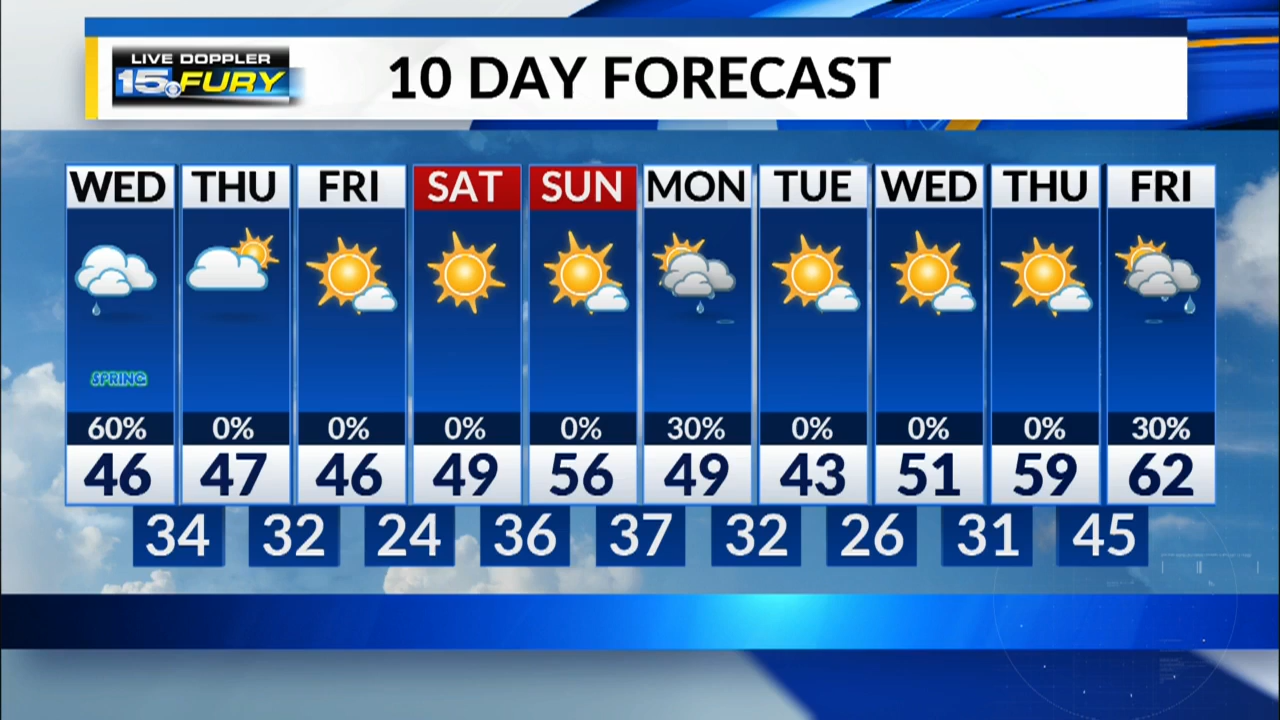 LIVE DOPPLER
15 FURY
10 DAY FORECAST
WED THU FRI SAT SUN MON TUE WED THU FRI
SPRING
60% 0% 0% 0% 0% 30% 0% 0% 0% 30%
46 47 46 49 56 49 43 51 59 62
34 32 24 36 37 32 26 31 45